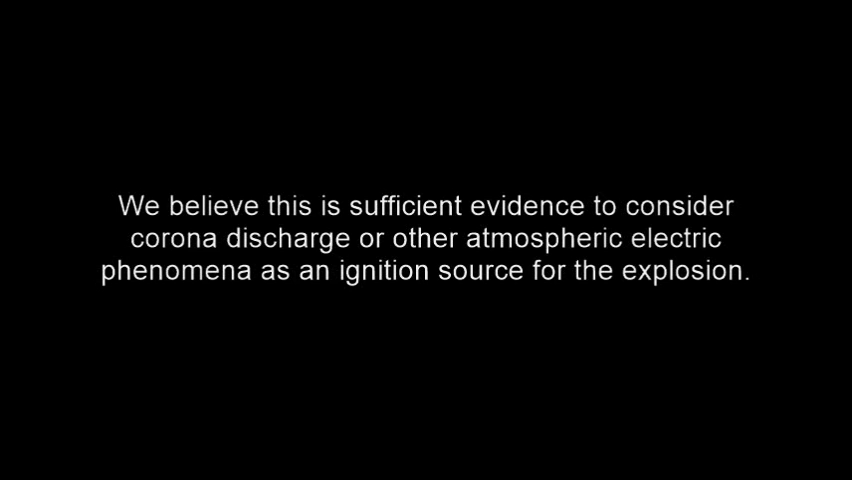 We believe this is sufficient evidence to consider
corona discharge or other atmospheric electric
phenomena as an ignition source for the explosion.